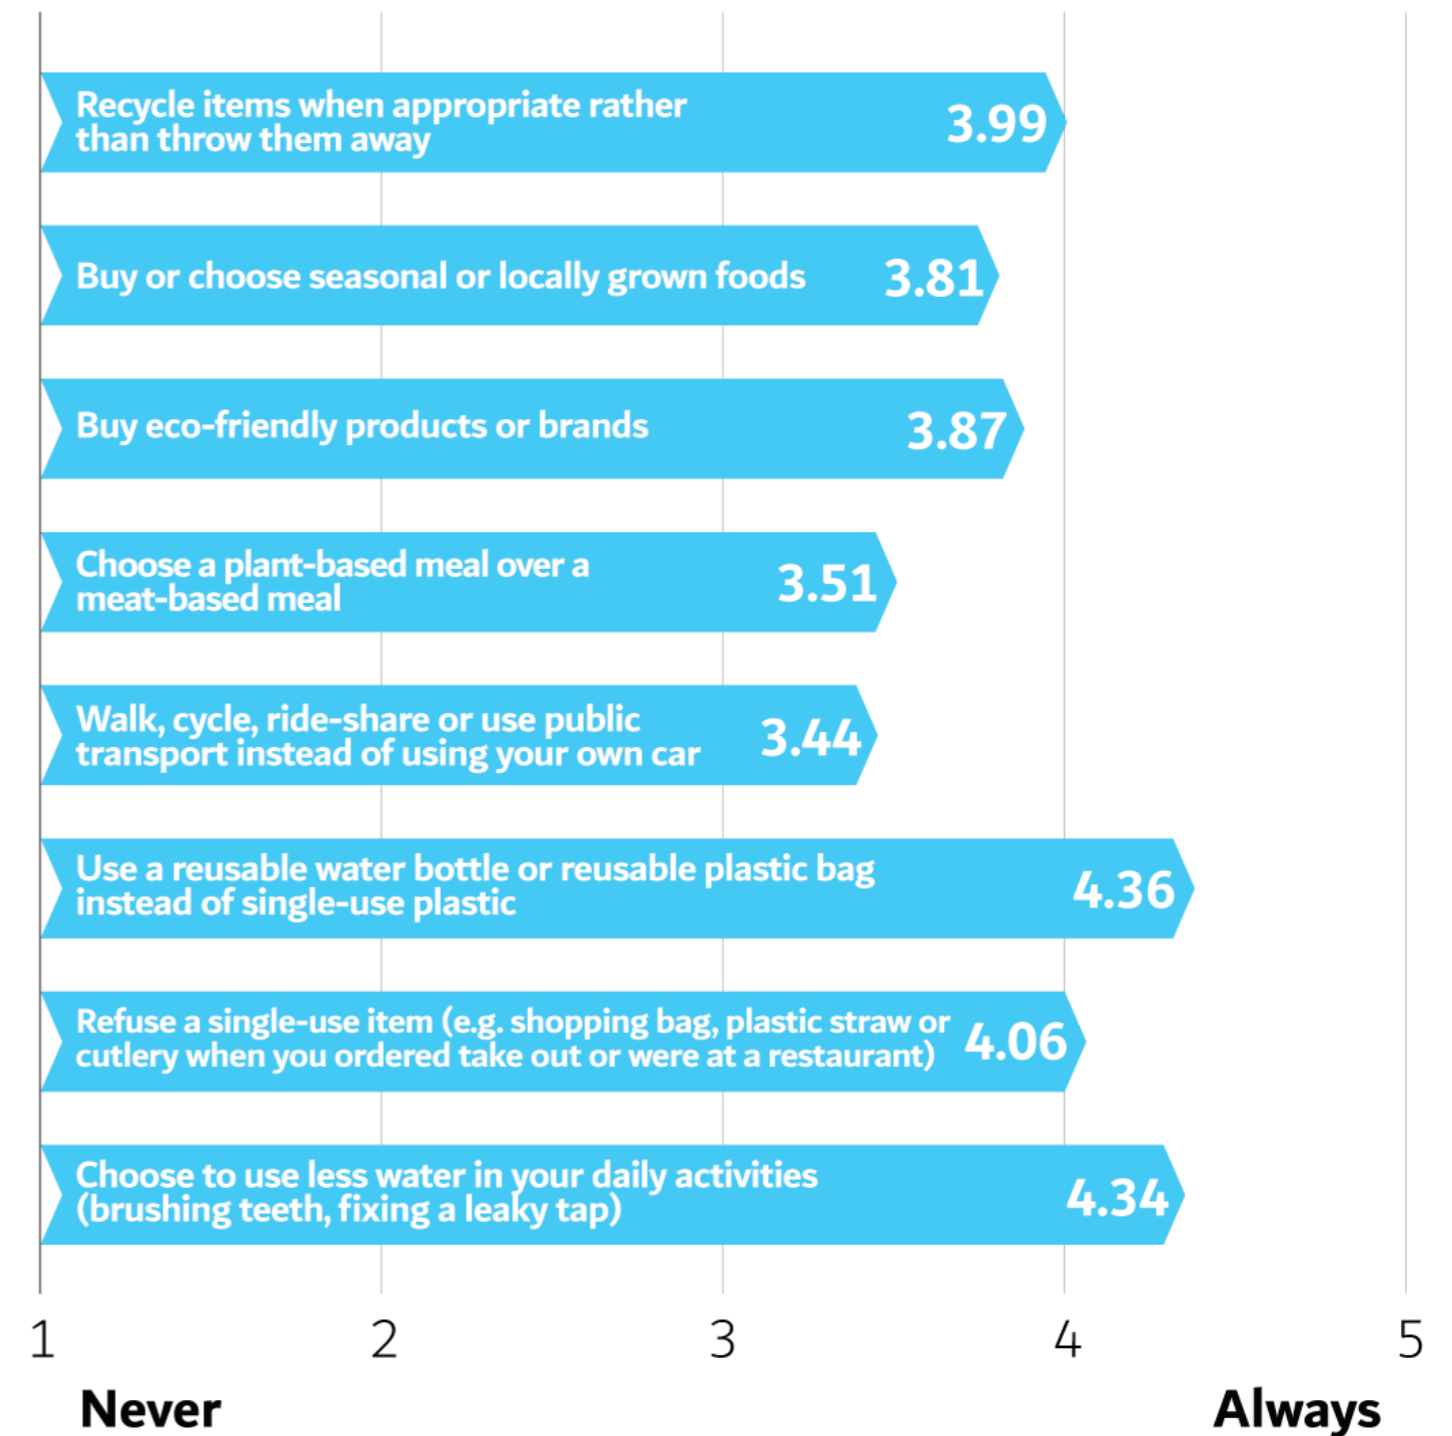 Recycle items when appropriate rather
than throw them away
3.99
Buy or choose seasonal or locally grown foods
3.81
Buy eco-friendly products or brands
3.87
Choose a plant-based meal over a
meat-based meal
3.51
Walk, cycle, ride-share or use public
transport instead of using your own car
3.44
Use a reusable water bottle or reusable plastic bag
instead of single-use plastic
4.36
Refuse a single-use item (e.g. shopping bag, plastic straw or
cutlery when you ordered take out or were at a restaurant)
4.06
Choose to use less water in your daily activities
(brushing teeth, fixing a leaky tap)
4.34
1 2 3 4 5
Never Always